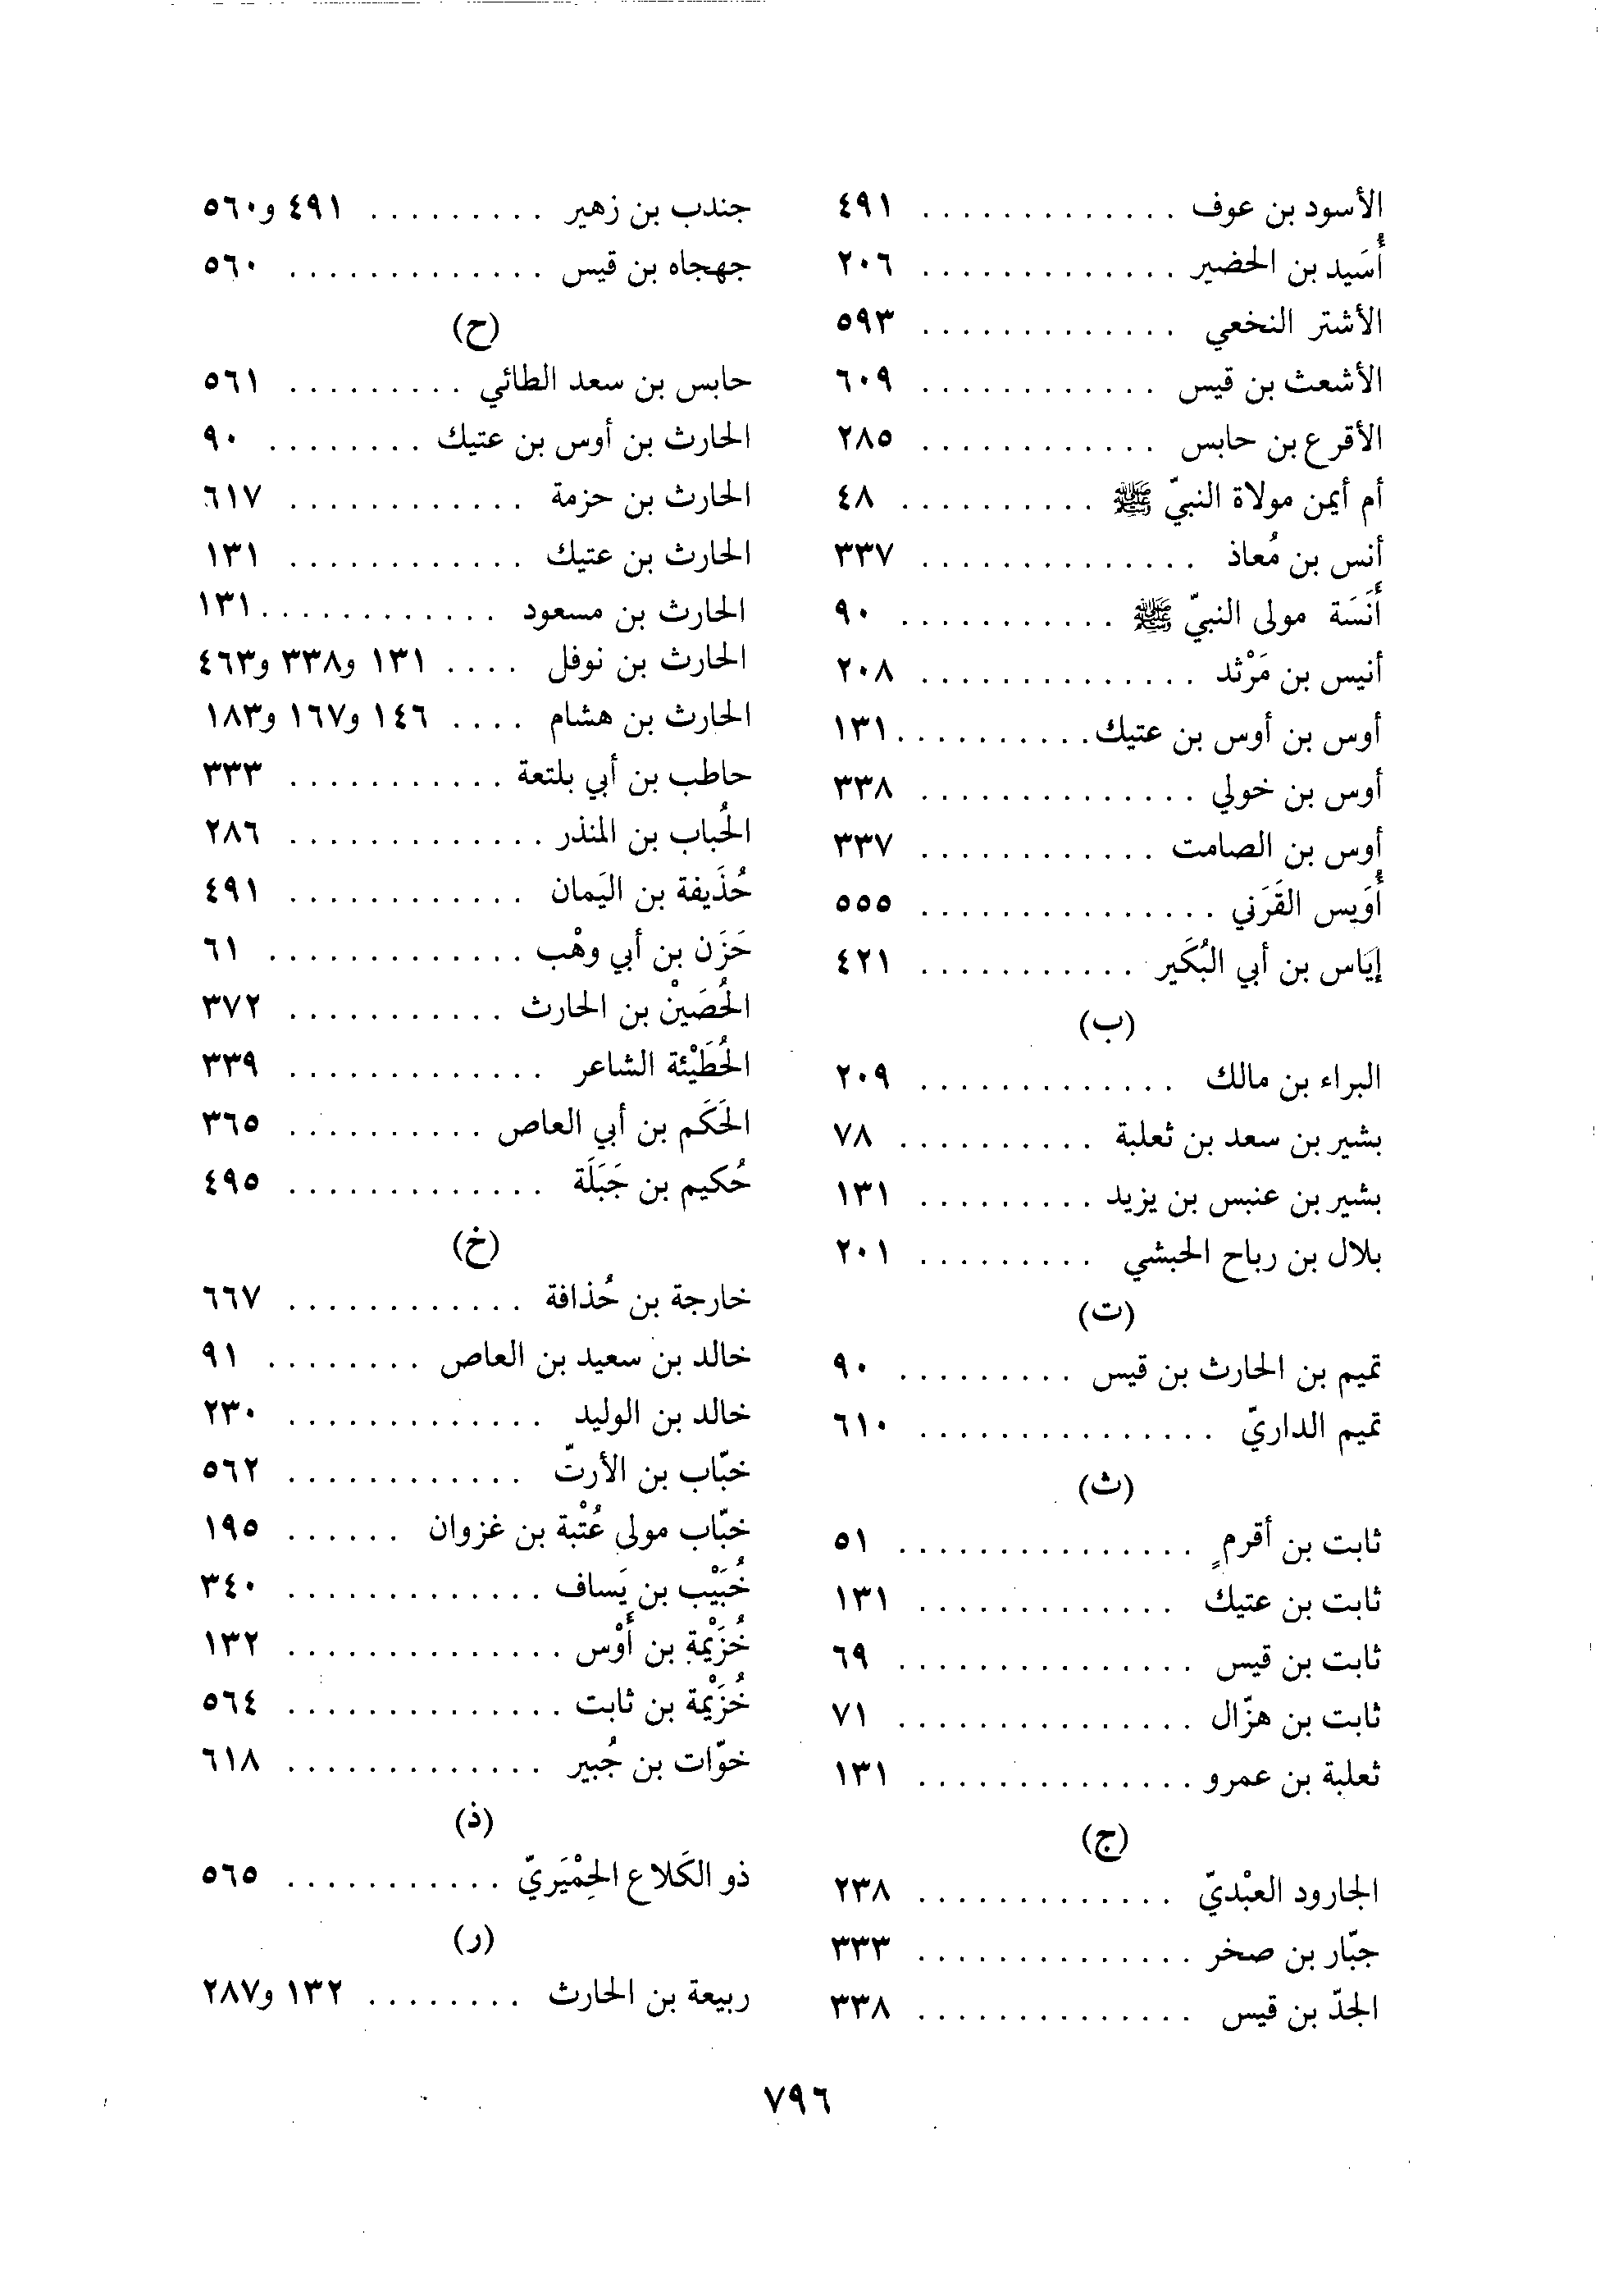 الأسود بن عوف . . . . . . . . . . . . . ٤٩١
أُسَيد بن الحضير . . . . . . . . . . . . . ٢٠٦
الأشتر النخعي . . . . . . . . . . . . . ٥٩٣
الأشعث بن قيس . . . . . . . . . . . . ٦٠٩
الأقرع بن حابس . . . . . . . . . . . . ٢٨٥
أم أيمن مولاة النبيّ ﷺ . . . . . . . . . . ٤٨
أنس بن مُعاذ . . . . . . . . . . . . . . ٣٣٧
أَنَسَة مولى النبيّ ﷺ . . . . . . . . . . . ٩٠
أنيس بن مَرْثد . . . . . . . . . . . . . . ٢٠٨
أوس بن أوس بن عتيك . . . . . . . . . . ١٣١
أوس بن خولي . . . . . . . . . . . . . . ٣٣٨
أوس بن الصامت . . . . . . . . . . . . ٣٣٧
أُوَيس القَرَني . . . . . . . . . . . . . . . ٥٥٥
إيَاس بن أبي البُكَير . . . . . . . . . . . ٤٢١
(ب)
البراء بن مالك . . . . . . . . . . . . . ٢٠٩
بشير بن سعد بن ثعلبة . . . . . . . . . . ٧٨
بشير بن عنبس بن يزيد . . . . . . . . . ١٣١
بلال بن رباح الحبشي . . . . . . . . . ٢٠١
(ت)
تميم بن الحارث بن قيس . . . . . . . . . ٩٠
تميم الداريّ . . . . . . . . . . . . . . . ٦١٠
(ث)
ثابت بن أقرمٍ . . . . . . . . . . . . . . . ٥١
ثابت بن عتيك . . . . . . . . . . . . . ١٣١
ثابت بن قيس . . . . . . . . . . . . . . . ٦٩
ثابت بن هزّال . . . . . . . . . . . . . . . ٧١
ثعلبة بن عمرو . . . . . . . . . . . . . . ١٣١
(ج)
الجارود العبْديّ . . . . . . . . . . . . . ٢٣٨
جبّار بن صخر . . . . . . . . . . . . . . ٣٣٣
الجدّ بن قيس . . . . . . . . . . . . . . ٣٣٨
جندب بن زهير . . . . . . . . . ٤٩١ و٥٦٠
جهجاه بن قيس . . . . . . . . . . . . . ٥٦٠
(ح)
حابس بن سعد الطائي . . . . . . . . . ٥٦١
الحارث بن أوس بن عتيك . . . . . . . . ٩٠
الحارث بن حزمة . . . . . . . . . . . . ٦١٧
الحارث بن عتيك . . . . . . . . . . . . ١٣١
الحارث بن مسعود . . . . . . . . . . . . ١٣١
الحارث بن نوفل . . . . ١٣١ و٣٣٨ و٤٦٣
الحارث بن هشام . . . . ١٤٦ و١٦٧ و١٨٣
حاطب بن أبي بلتعة . . . . . . . . . . . ٣٣٣
الحُباب بن المنذر . . . . . . . . . . . . . ٢٨٦
حُذَيفة بن اليَمان . . . . . . . . . . . . ٤٩١
حَزَن بن أبي وهْب . . . . . . . . . . . . . ٦١
الحُصَيْن بن الحارث . . . . . . . . . . . ٣٧٢
الحُطَيْئة الشاعر . . . . . . . . . . . . . ٣٣٩
الحَكَم بن أبي العاص . . . . . . . . . . ٣٦٥
حُكيم بن جَبَلَة . . . . . . . . . . . . . ٤٩٥
(خ)
خارجة بن حُذافة . . . . . . . . . . . . ٦٦٧
خالد بن سعيد بن العاص . . . . . . . . ٩١
خالد بن الوليد . . . . . . . . . . . . . ٢٣٠
خبّاب بن الأرتّ . . . . . . . . . . . . ٥٦٢
خبّاب مولى عُتْبة بن غزوان . . . . . . ١٩٥
خُبَيْب بن يَساف . . . . . . . . . . . . . ٣٤٠
خُزَيْمة بن أَوْس . . . . . . . . . . . . . . ١٣٢
خُزَيْمة بن ثابت . . . . . . . . . . . . . . ٥٦٤
خوّات بن جُبير . . . . . . . . . . . . . ٦١٨
(ذ)
ذو الكَلاع الحِمْيَريّ . . . . . . . . . . . ٥٦٥
(ر)
ربيعة بن الحارث . . . . . . . . ١٣٢ و٢٨٧
٧٩٦